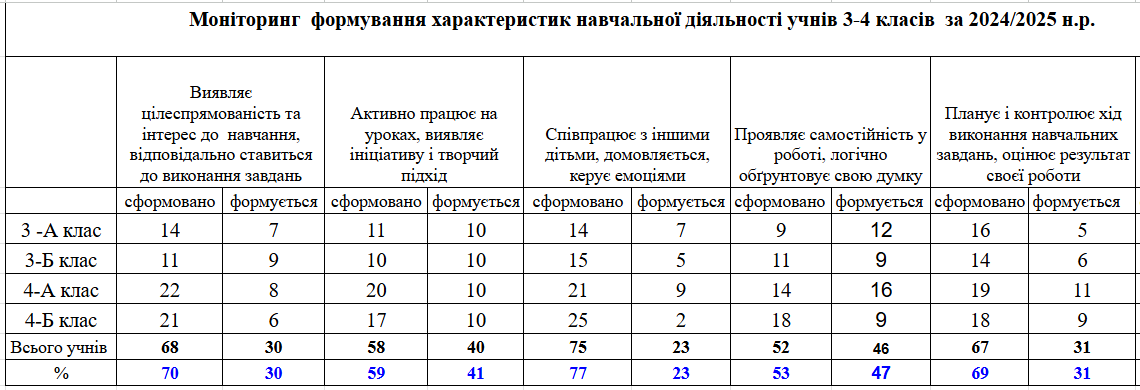 Моніторинг формування характеристик навчальної діяльності учнів 3-4 класів за 2024/2025 н.р.
Виявляє цілеспрямованість та інтерес до навчання, відповідально ставиться до виконання завдань
Активно працює на уроках, виявляє ініціативу і творчий підхід
Співпрацює з іншими дітьми, домовляється, керує емоціями
Проявляє самостійність у роботі, логічно обґрунтовує свою думку
Планує і контролює хід виконання навчальних завдань, оцінює результат своєї роботи
сформовано формується сформовано формується сформовано формується сформовано формується сформовано формується
3 -А клас 14 7 11 10 14 7 9 12 16 5
3-Б клас 11 9 10 10 15 5 11 9 14 6
4-А клас 22 8 20 10 21 9 14 16 19 11
4-Б клас 21 6 17 10 25 2 18 9 18 9
Всього учнів 68 30 58 40 75 23 52 46 67 31
% 70 30 59 41 77 23 53 47 69 31